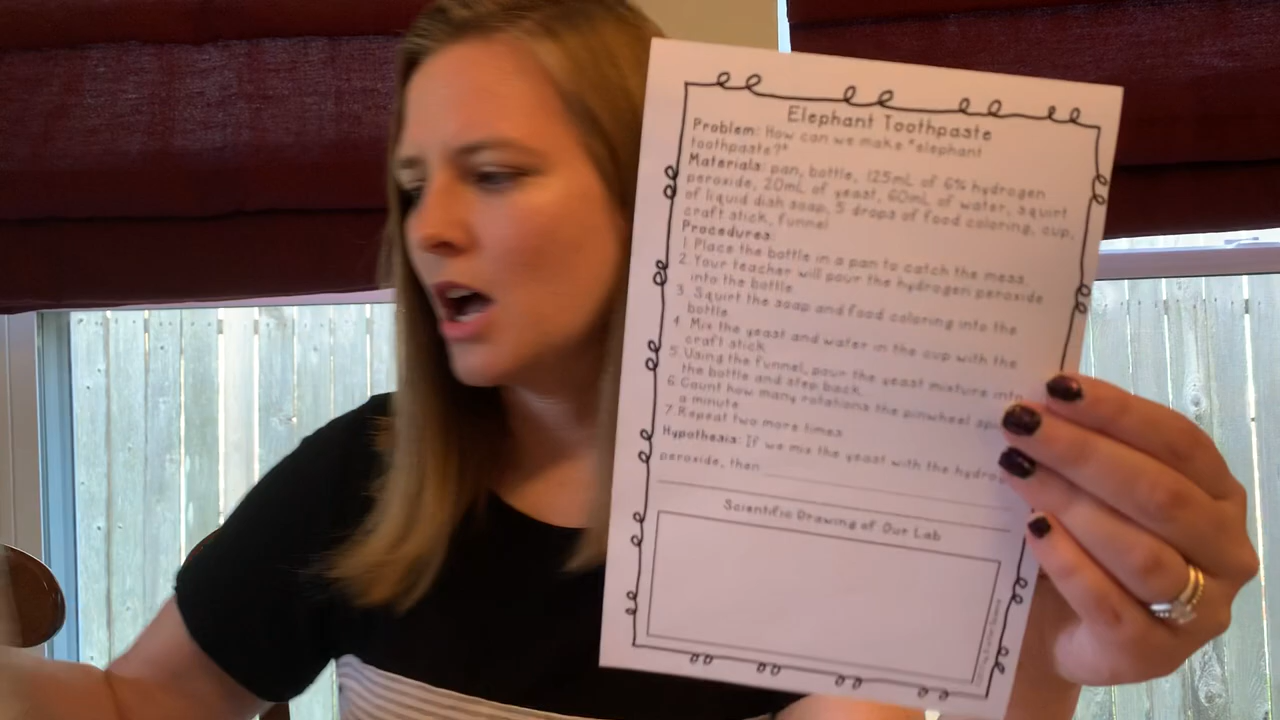 Elephant Toothpaste
Problem: How can we make "elephant
toothpaste?"
Materials: pan, bottle, 125mL of 6% hydrogen
peroxide, 20mL of yeast, 60mL of water, squirt
of liquid dish soap, 5 drops of food coloring, cup,
craft stick, funnel
Procedures:
1. Place the bottle in a pan to catch the mess.
2. Your teacher will pour the hydrogen peroxide
into the bottle.
3. Squirt the soap and food coloring into the
bottle.
4. Mix the yeast and water in the cup with the
craft stick.
5. Using the funnel, pour the yeast mixture into
the bottle and step back.
6. Count how many rotations the pinwheel
a minute.
7. Repeat two more times
Hypothesis: If we mix the yeast with the
peroxide, then
Scientific Drawing of Our Lab